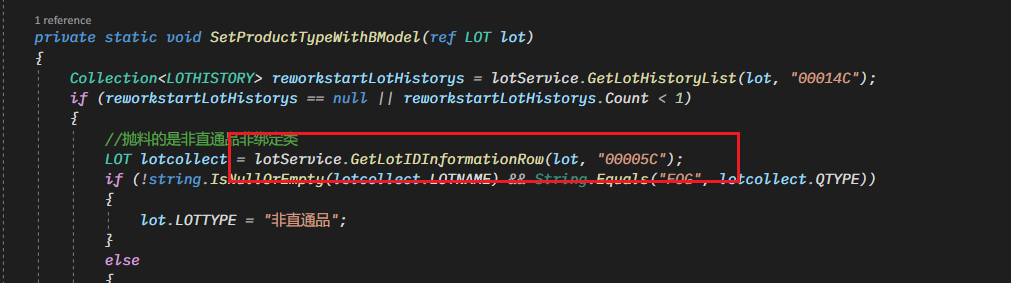 1 reference
private static void SetProductTypeWithBModel(ref LOT lot)
{
Collection<LOTHISTORY> reworkstartLotHistorys = lotService.GetLotHistoryList(lot, "00014C");
if (reworkstartLotHistorys == null || reworkstartLotHistorys.Count < 1)
{
//抛料的是非直通品非绑定类
LOT lotcollect = lotService.GetLotIDInformationRow(lot, "00005C");
if (!string.IsNullOrEmpty(lotcollect.LOTNAME) && String.Equals("FOG", lotcollect.QTYPE))
{
lot.LOTTYPE = "非直通品";
}
else
{